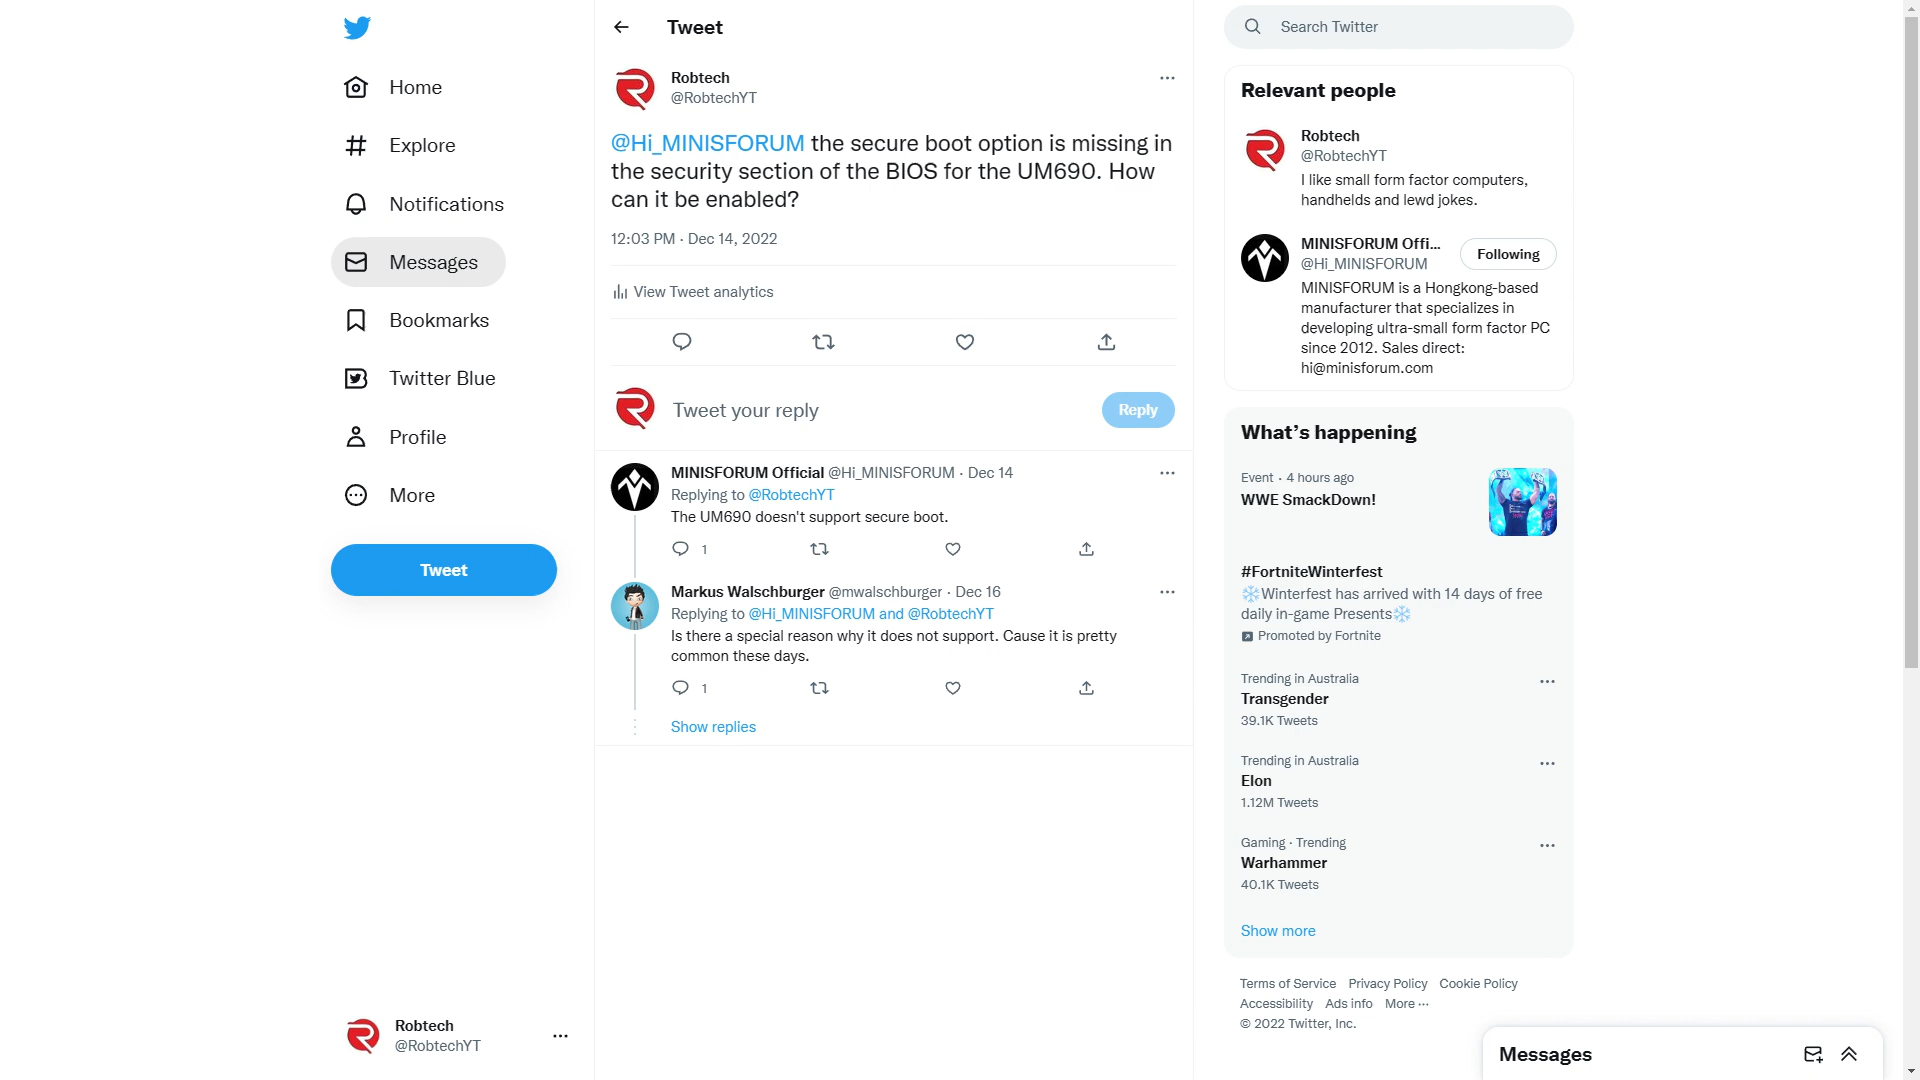 Home
Explore
Notifications
Messages
Bookmarks
Twitter Blue
Profile
More
Tweet
Robtech
@RobtechYT
Tweet
Robtech
@RobtechYT
@Hi_MINISFORUM the secure boot option is missing in
the security section of the BIOS for the UM690. How
can it be enabled?
12:03 PM · Dec 14, 2022
View Tweet analytics
Tweet your reply
Reply
MINISFORUM Official @Hi_MINISFORUM · Dec 14
Replying to @RobtechYT
The UM690 doesn't support secure boot.
1
Markus Walschburger @mwalschburger · Dec 16
Replying to @Hi_MINISFORUM and @RobtechYT
Is there a special reason why it does not support. Cause it is pretty
common these days.
1
Show replies
Search Twitter
Relevant people
Robtech
@RobtechYT
I like small form factor computers,
handhelds and lewd jokes.
MINISFORUM Offi...
@Hi_MINISFORUM
Following
MINISFORUM is a Hongkong-based
manufacturer that specializes in
developing ultra-small form factor PC
since 2012. Sales direct:
hi@minisforum.com
What's happening
Event · 4 hours ago
WWE SmackDown!
#FortniteWinterfest
❄️Winterfest has arrived with 14 days of free
daily in-game Presents❄️
Promoted by Fortnite
Trending in Australia
Transgender
39.1K Tweets
Trending in Australia
Elon
1.12M Tweets
Gaming · Trending
Warhammer
40.1K Tweets
Show more
Terms of Service Privacy Policy Cookie Policy
Accessibility Ads info More ···
© 2022 Twitter, Inc.
Messages